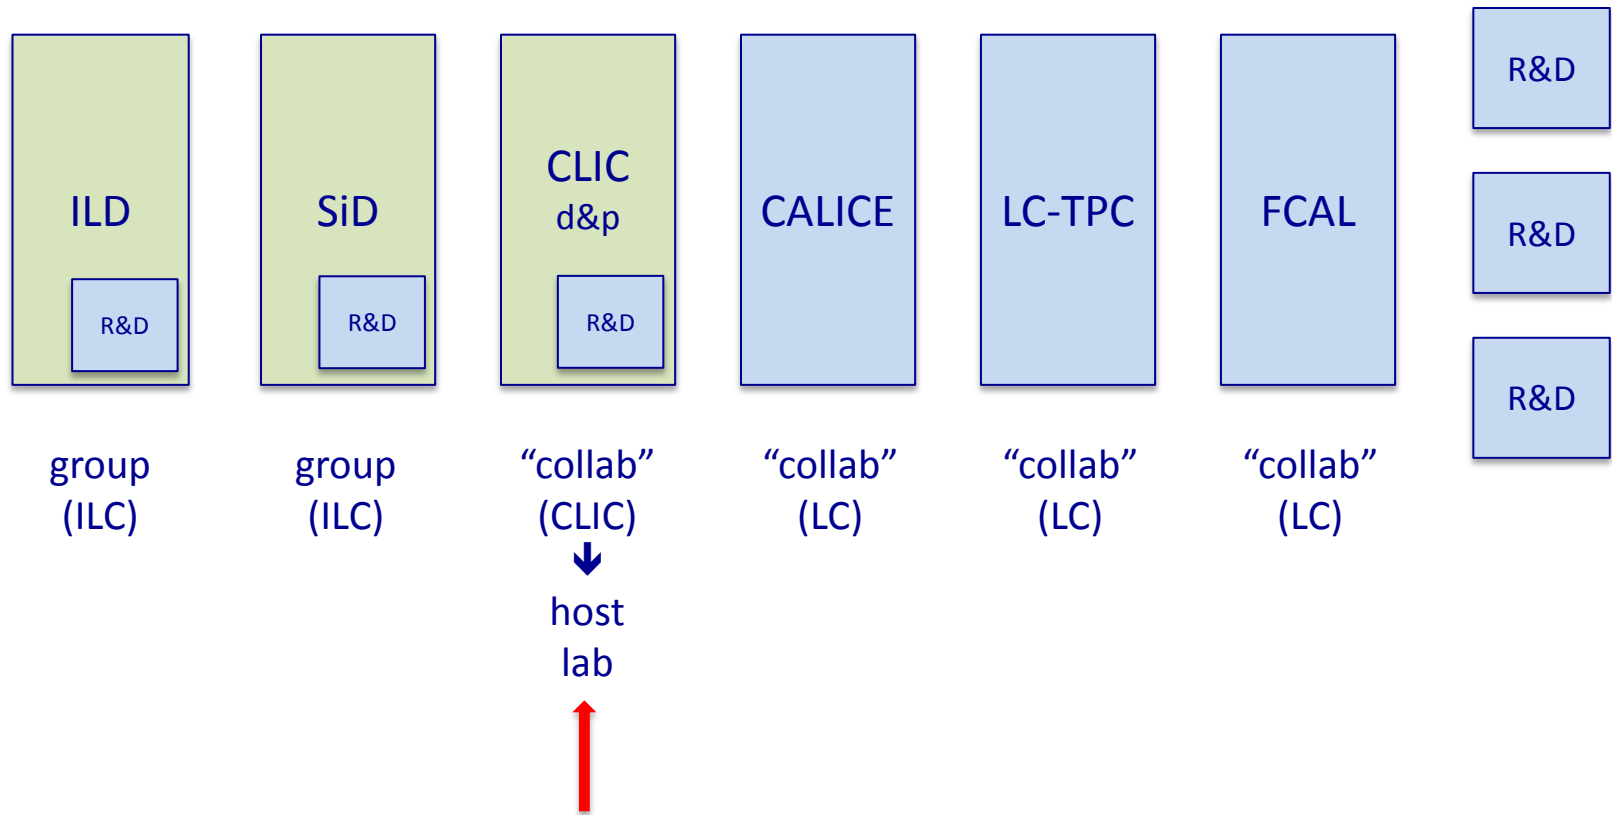 ILD
R&D
group
(ILC)
SiD
R&D
group
(ILC)
CLIC
d&p
R&D
“collab”
(CLIC)
host
lab
CALICE
“collab”
(LC)
LC-TPC
“collab”
(LC)
FCAL
“collab”
(LC)
R&D
R&D
R&D